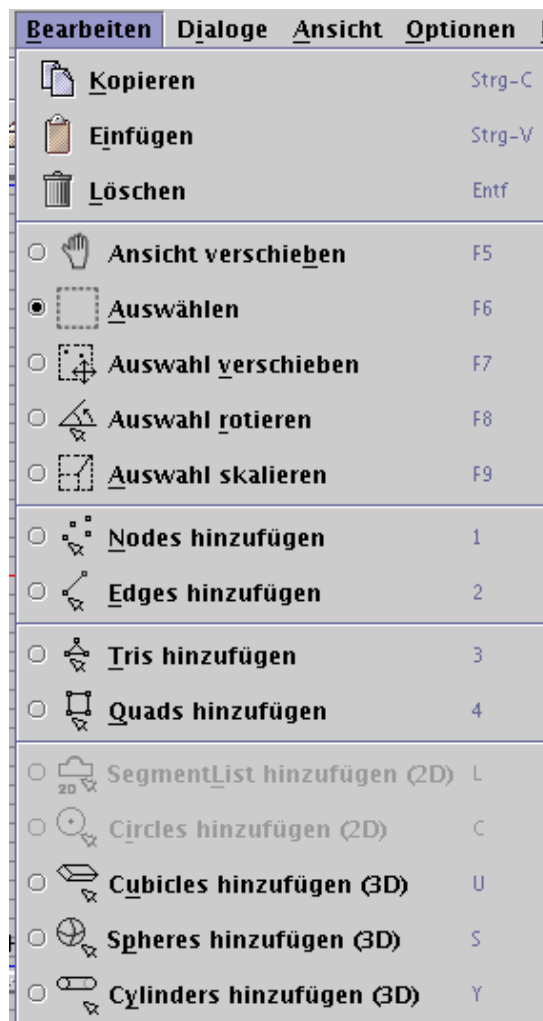 Bearbeiten Dialoge Ansicht Optionen
Kopieren Strg-C
Einfügen Strg-V
Löschen Entf
Ansicht verschieben F5
Auswählen F6
Auswahl verschieben F7
Auswahl rotieren F8
Auswahl skalieren F9
Nodes hinzufügen 1
Edges hinzufügen 2
Tris hinzufügen 3
Quads hinzufügen 4
2D SegmentList hinzufügen (2D) L
Circles hinzufügen (2D) C
Cubicles hinzufügen (3D) U
Spheres hinzufügen (3D) S
Cylinders hinzufügen (3D) Y